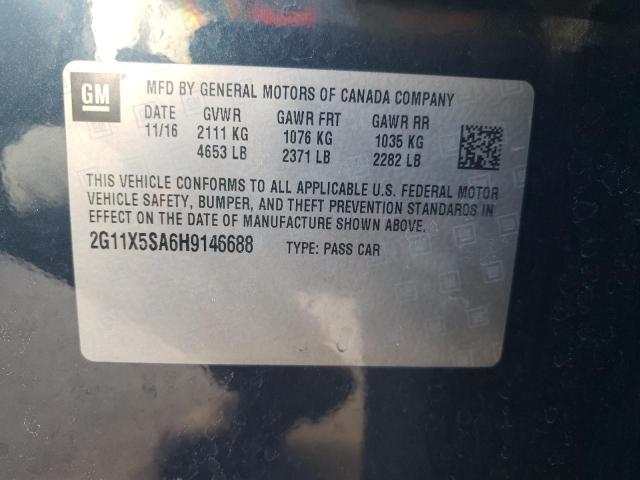 GM
MFD BY GENERAL MOTORS OF CANADA COMPANY
DATE GVWR GAWR FRT GAWR RR
11/16 2111 KG 1076 KG 1035 KG
4653 LB 2371 LB 2282 LB
THIS VEHICLE CONFORMS TO ALL APPLICABLE U.S. FEDERAL MOTOR
VEHICLE SAFETY, BUMPER, AND THEFT PREVENTION STANDARDS IN
EFFECT ON THE DATE OF MANUFACTURE SHOWN ABOVE.
2G11X5SA6H9146688 TYPE: PASS CAR